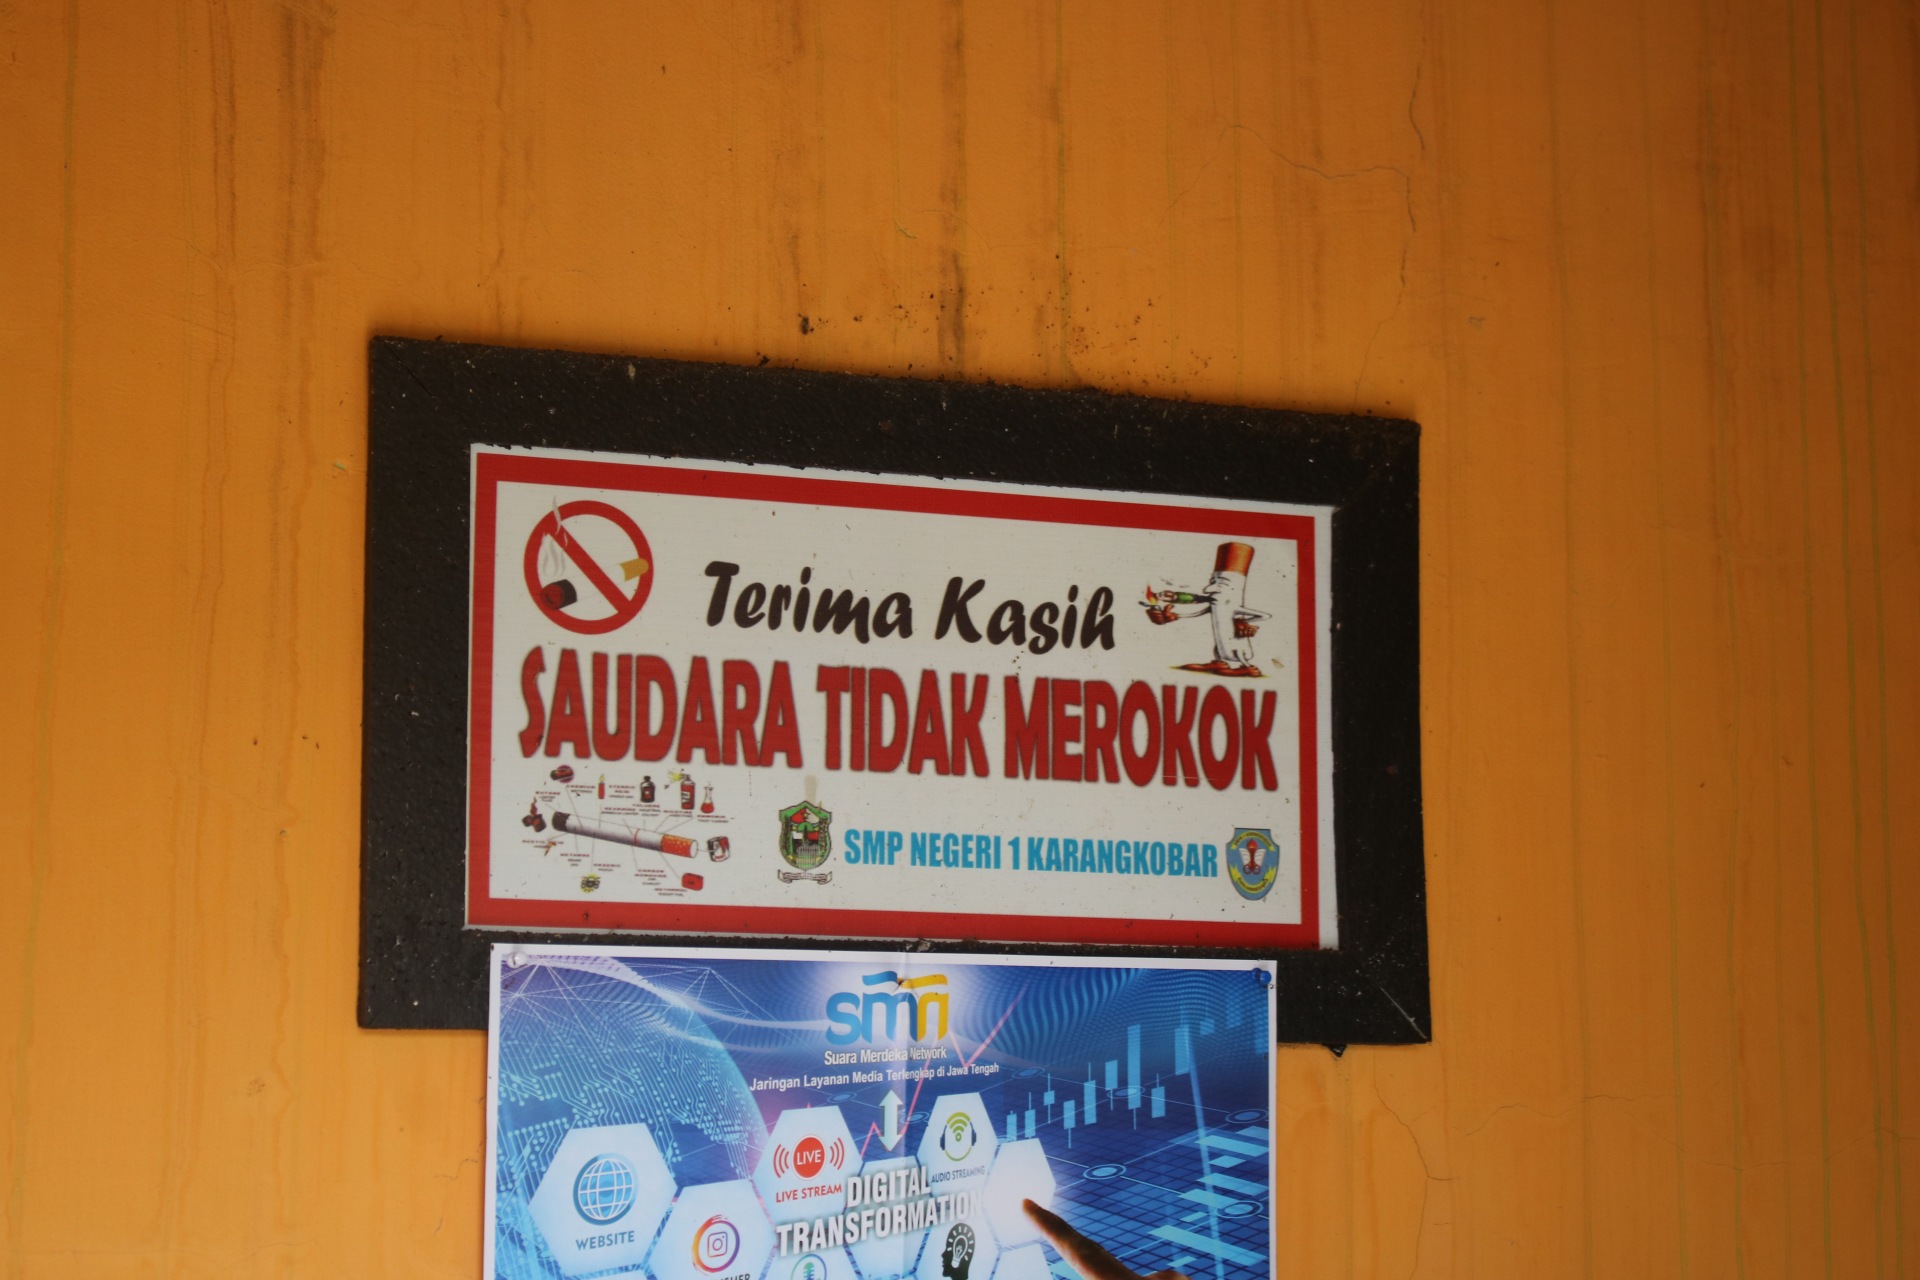 Terima Kasih
SAUDARA TIDAK MEROKOK
SMP NEGERI 1 KARANGKOBAR
smn
Suara Merdeka Network
Jaringan Layanan Media Terlengkap di Jawa Tengah
LIVE
LIVE STREAM
AUDIO STREAMING
DIGITAL
TRANSFORMATION
WEBSITE